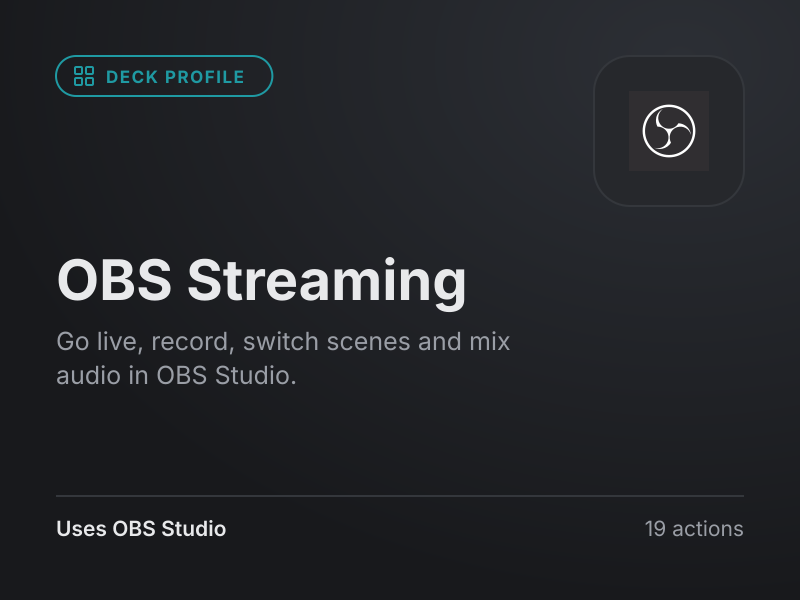 DECK PROFILE
OBS Streaming
Go live, record, switch scenes and mix
audio in OBS Studio.
Uses OBS Studio
19 actions